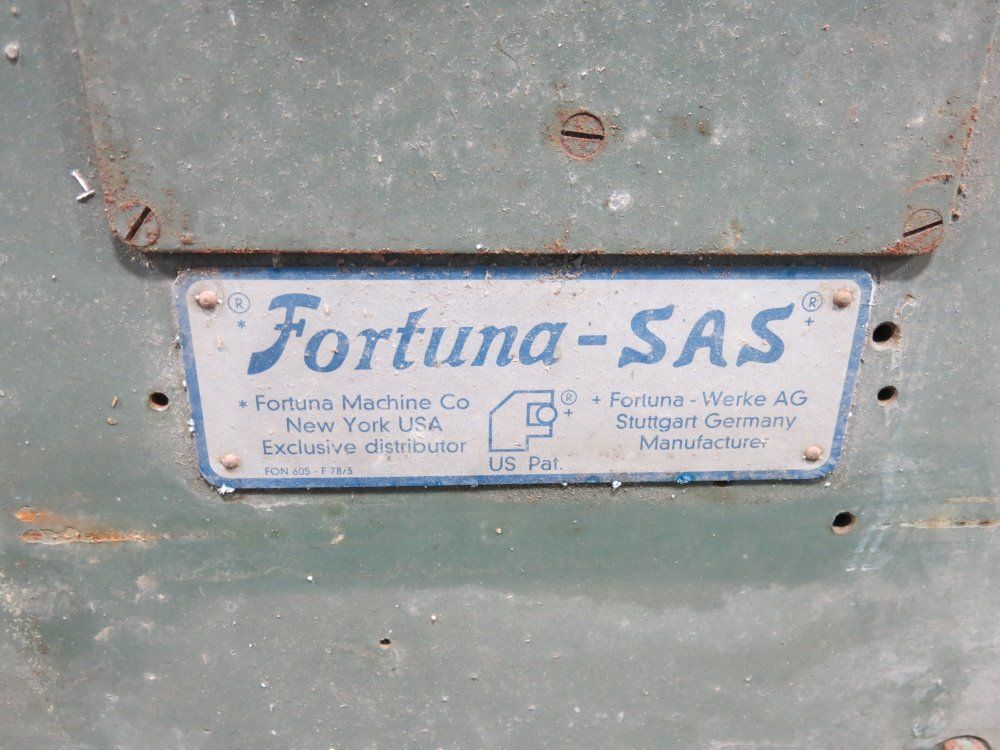 ® Fortuna-SAS ®
* +
* Fortuna Machine Co
New York USA
Exclusive distributor
FON 605 - F 78/3
® +
US Pat.
+ Fortuna - Werke AG
Stuttgart Germany
Manufacturer